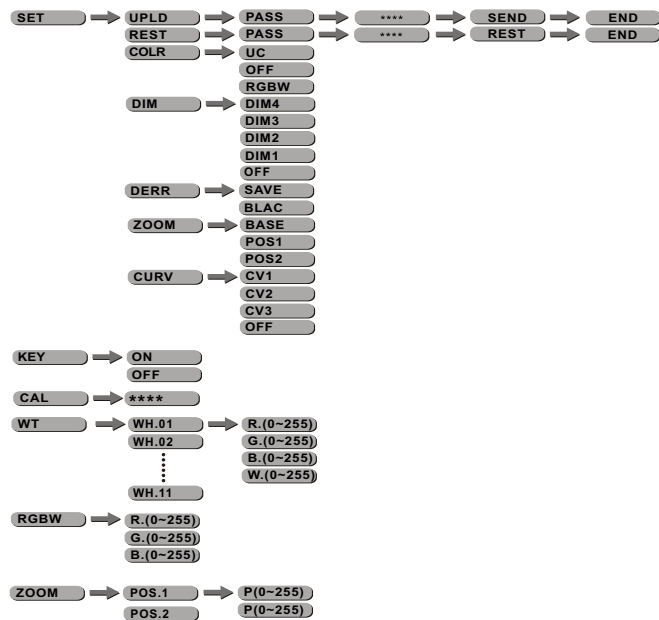 SET UPLD PASS **** SEND END
REST PASS **** REST END
COLR UC
OFF
RGBW
DIM DIM4
DIM3
DIM2
DIM1
OFF
DERR SAVE
BLAC
ZOOM BASE
POS1
POS2
CURV CV1
CV2
CV3
OFF
KEY ON
OFF
CAL ****
WT WH.01 R.(0~255)
WH.02 G.(0~255)
B.(0~255)
W.(0~255)
WH.11
RGBW R.(0~255)
G.(0~255)
B.(0~255)
ZOOM POS.1 P(0~255)
POS.2 P(0~255)